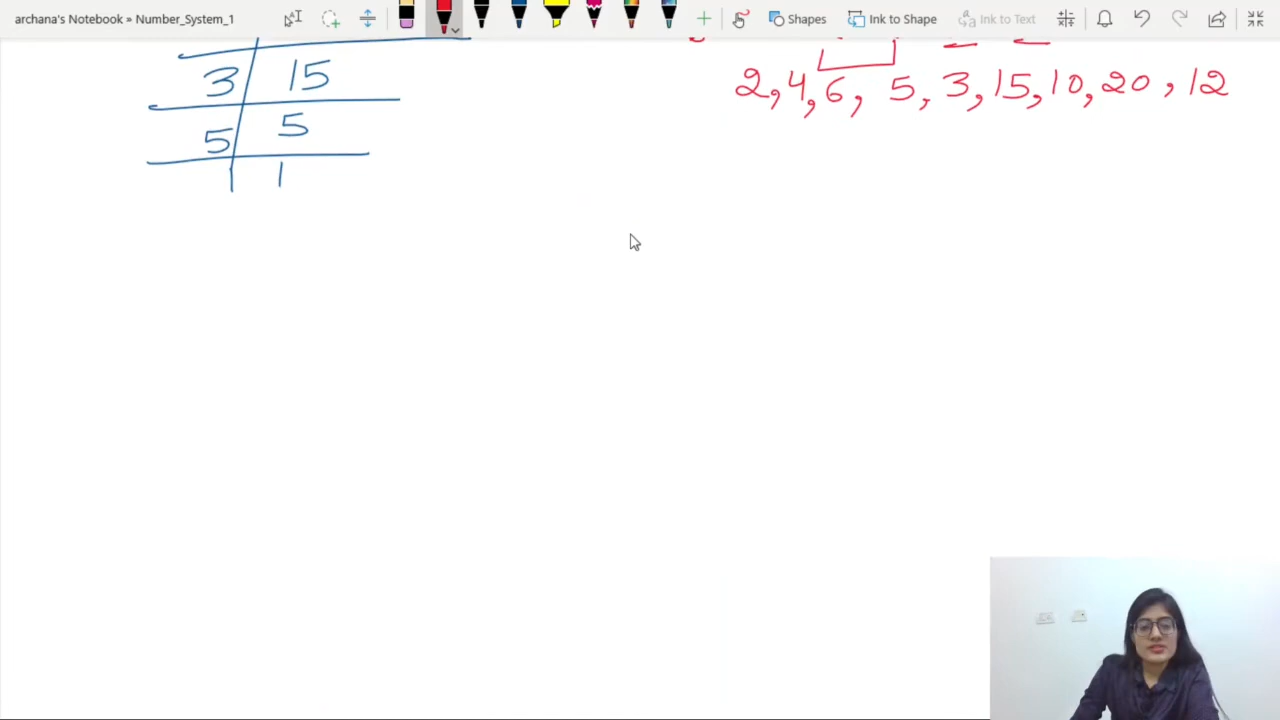 archana's Notebook » Number_System_1
Shapes Ink to Shape Ink to Text
3 15
5 5
1
2, 4, 6, 5, 3, 15, 10, 20, 12